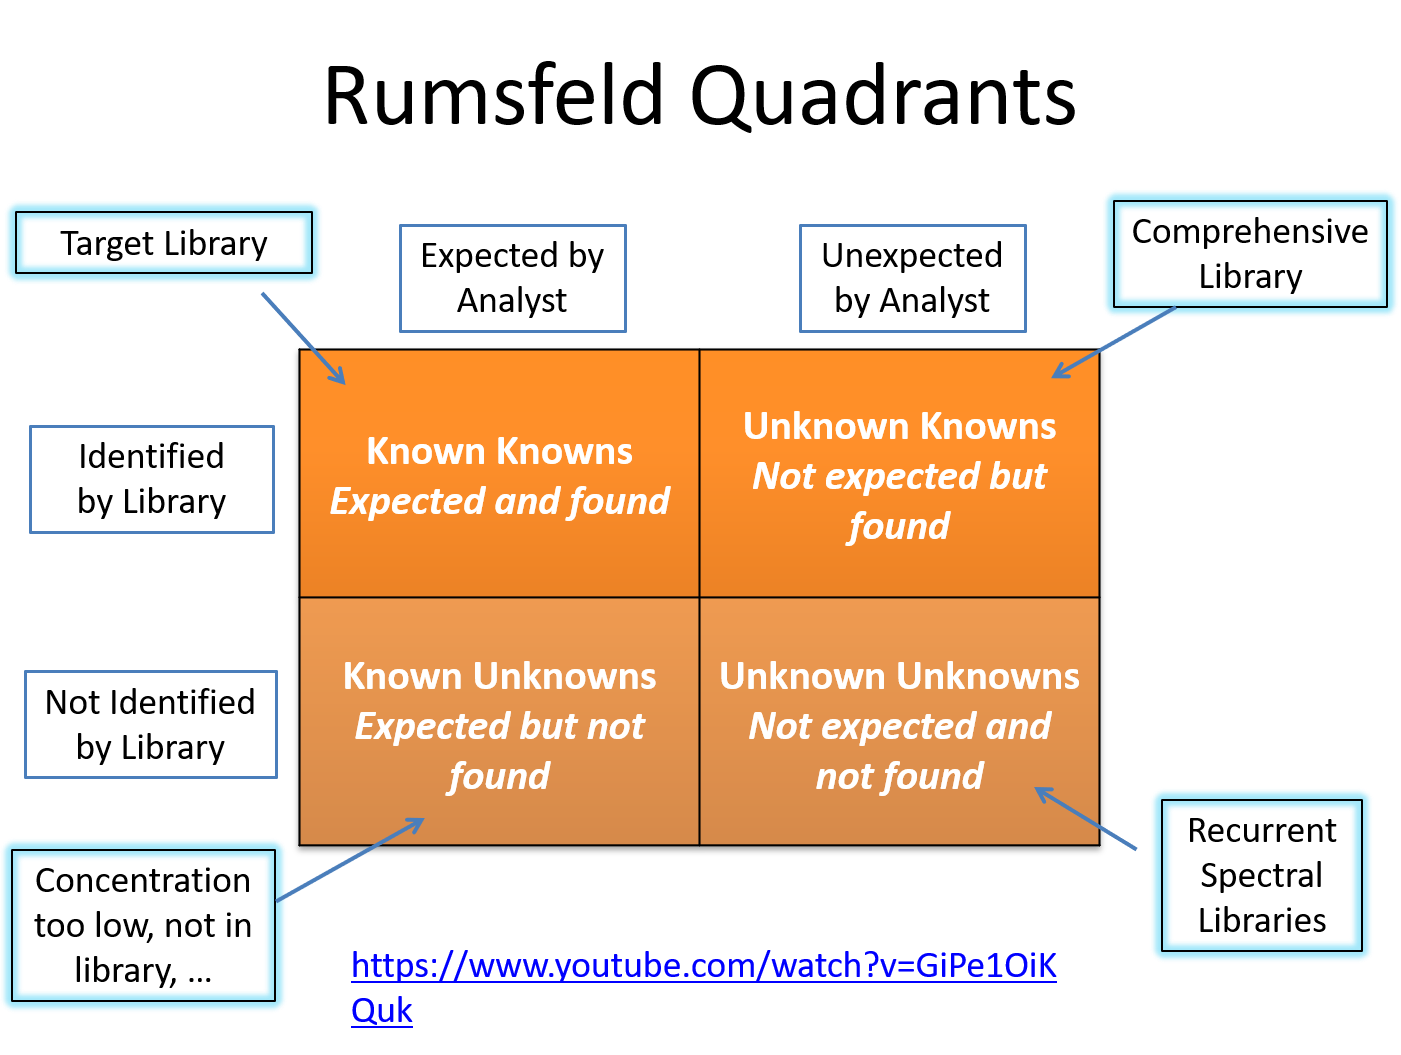 Rumsfeld Quadrants
Target Library
Expected by
Analyst
Unexpected
by Analyst
Comprehensive
Library
Identified
by Library
Known Knowns
Expected and found
Unknown Knowns
Not expected but
found
Not Identified
by Library
Known Unknowns
Expected but not
found
Unknown Unknowns
Not expected and
not found
Concentration
too low, not in
library, ...
Recurrent
Spectral
Libraries
https://www.youtube.com/watch?v=GiPe1OiK
Quk